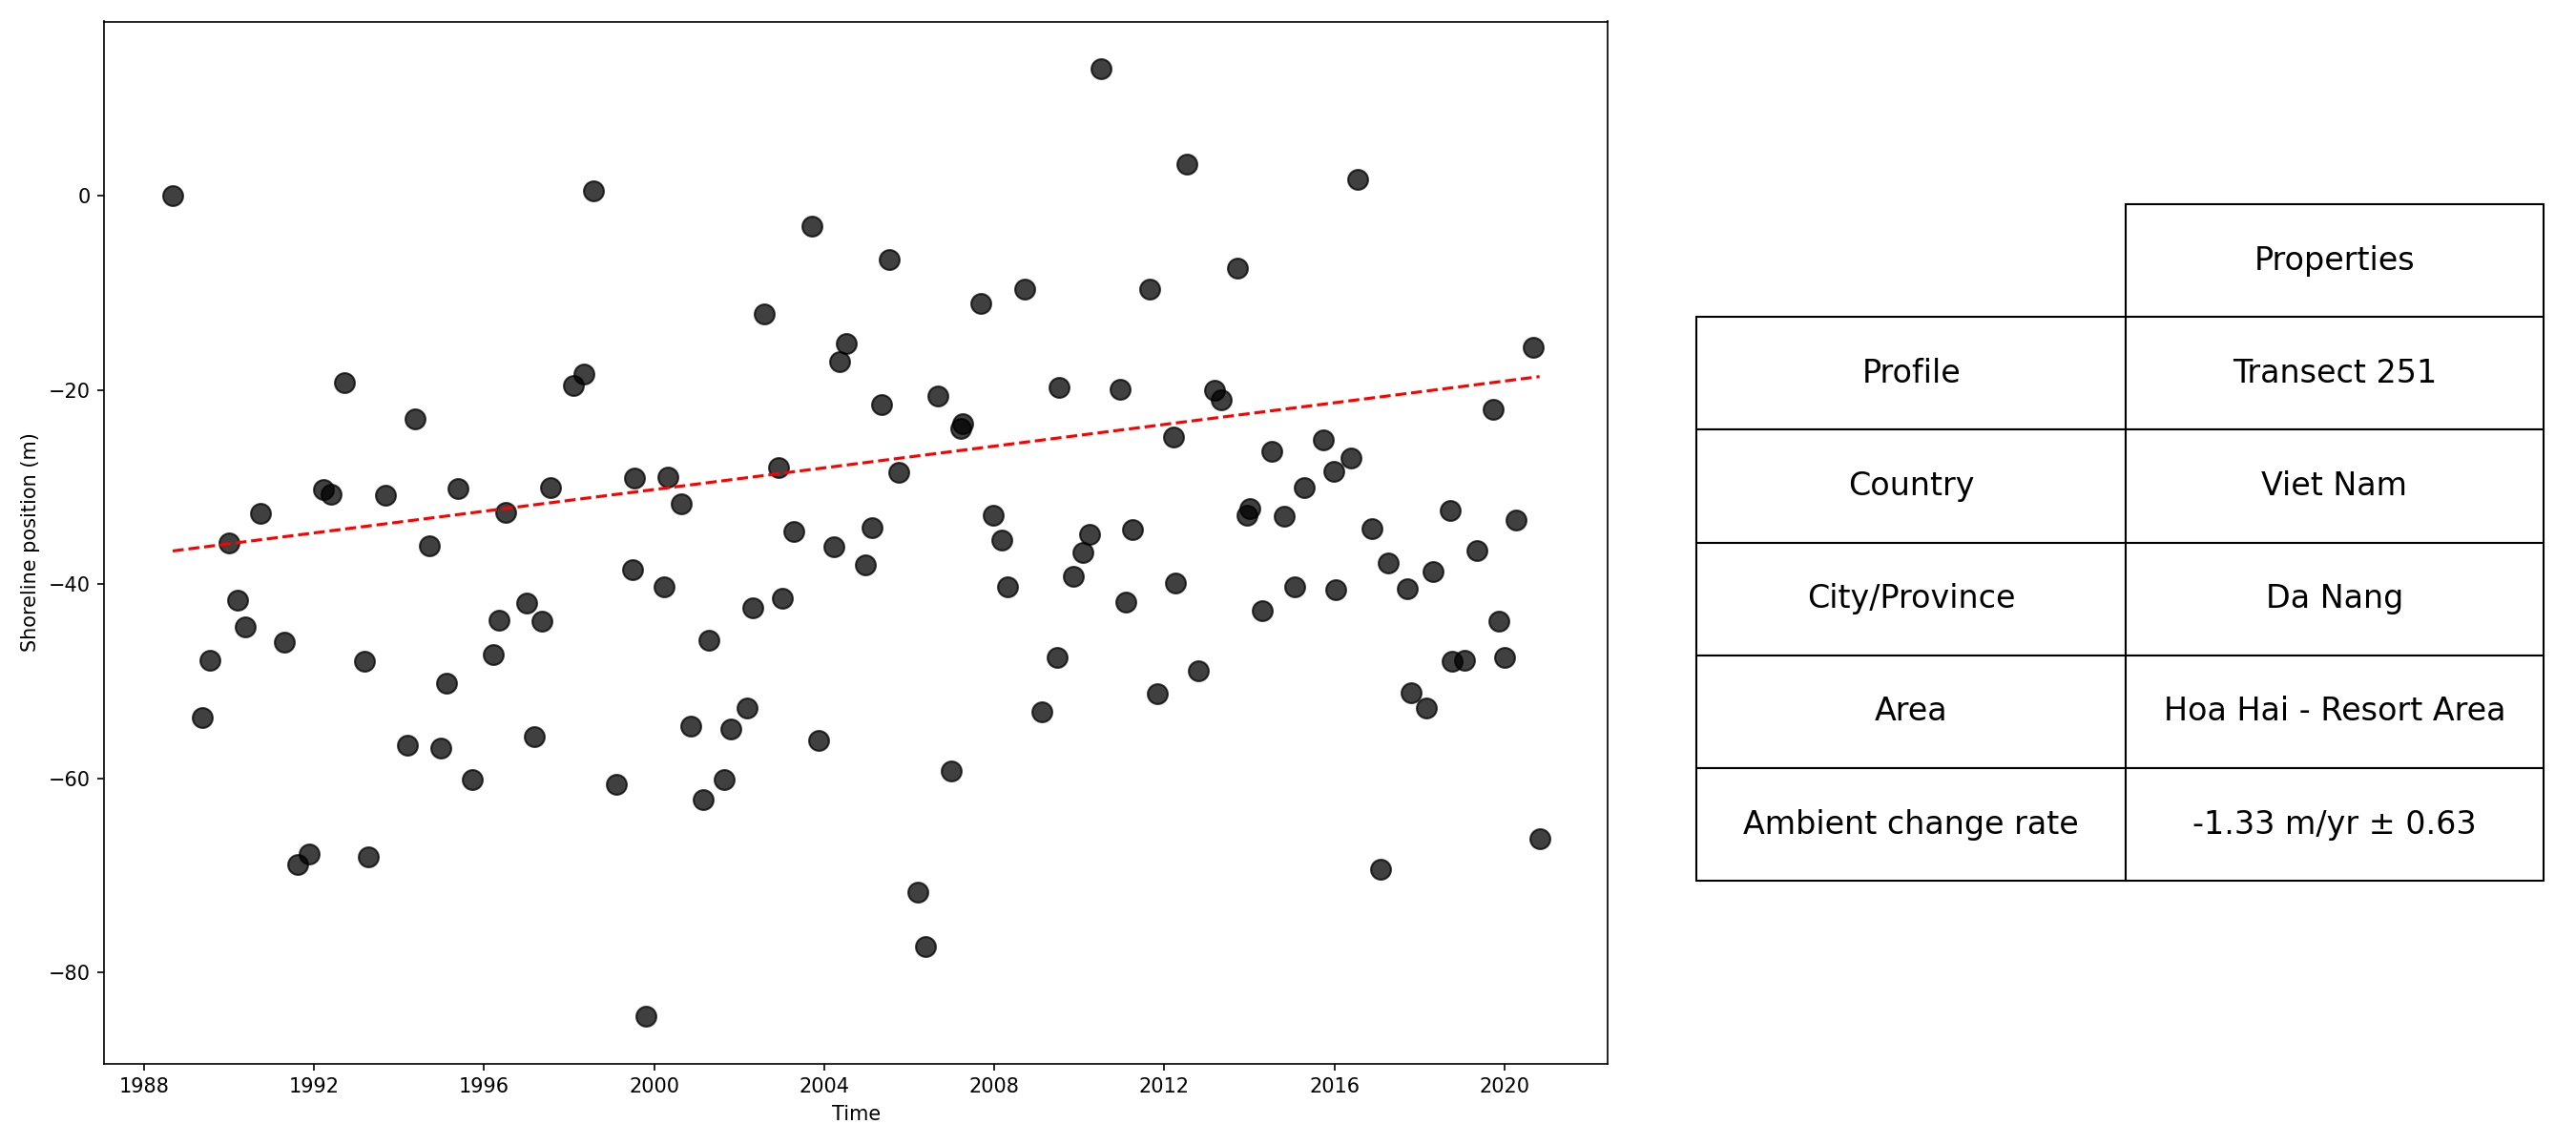 0
−20
−40
−60
−80
Shoreline position (m)
1988 1992 1996 2000 2004 2008 2012 2016 2020
Time
Properties
Profile Transect 251
Country Viet Nam
City/Province Da Nang
Area Hoa Hai - Resort Area
Ambient change rate -1.33 m/yr ± 0.63